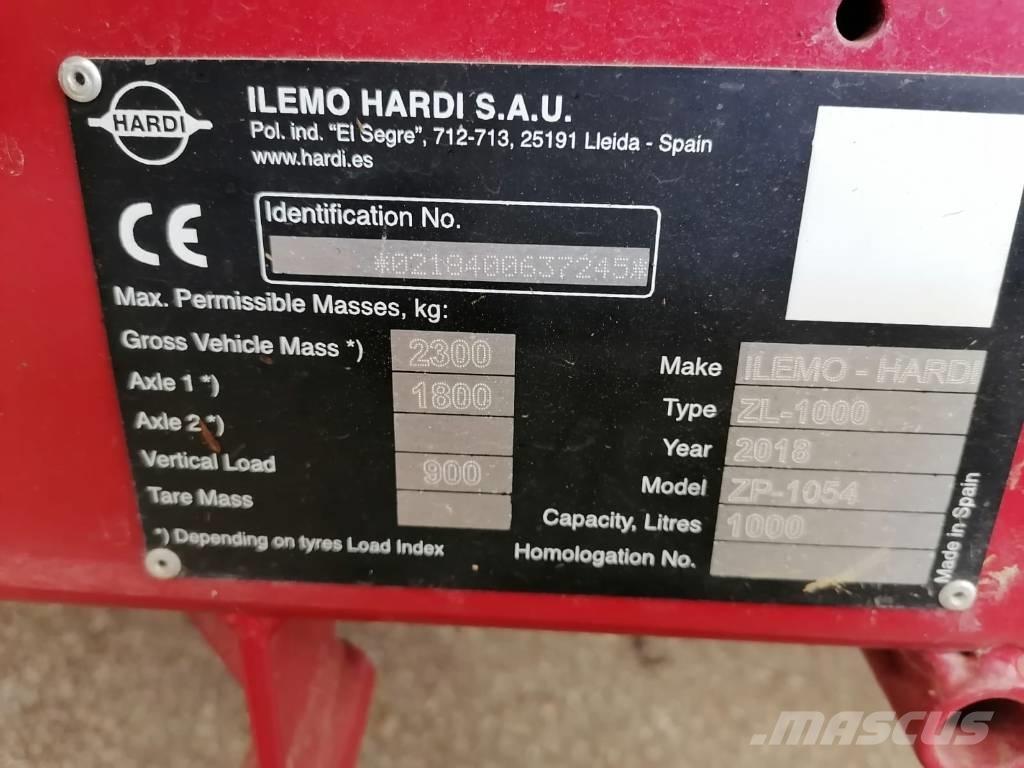 HARDI
ILEMO HARDI S.A.U.
Pol. ind. "El Segre", 712-713, 25191 Lleida - Spain
www.hardi.es
CE
Identification No.
*0218400637245*
Max. Permissible Masses, kg:
Gross Vehicle Mass *) 2300
Axle 1 *) 1800
Axle 2 *)
Vertical Load 900
Tare Mass
*) Depending on tyres Load Index
Make ILEMO - HARDI
Type ZL-1000
Year 2018
Model ZP-1054
Capacity, Litres 1000
Homologation No.
Made in Spain
MASCUS